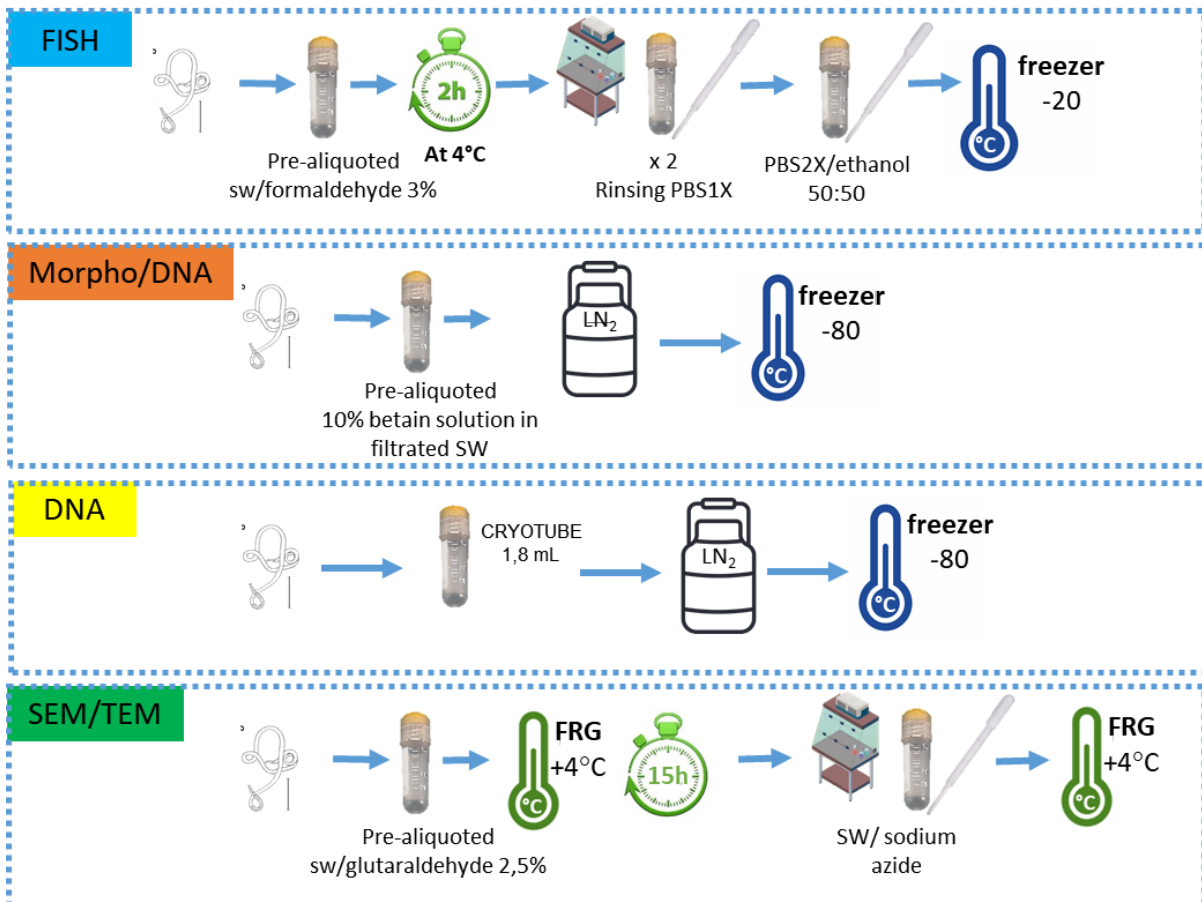 FISH
2h
At 4°C
Pre-aliquoted
sw/formaldehyde 3%
x 2
Rinsing PBS1X
PBS2X/ethanol
50:50
°C
freezer
-20
Morpho/DNA
Pre-aliquoted
10% betain solution in
filtrated SW
LN₂
°C
freezer
-80
DNA
CRYOTUBE
1,8 mL
LN₂
°C
freezer
-80
SEM/TEM
Pre-aliquoted
sw/glutaraldehyde 2,5%
°C
FRG
+4°C
15h
SW/ sodium
azide
°C
FRG
+4°C